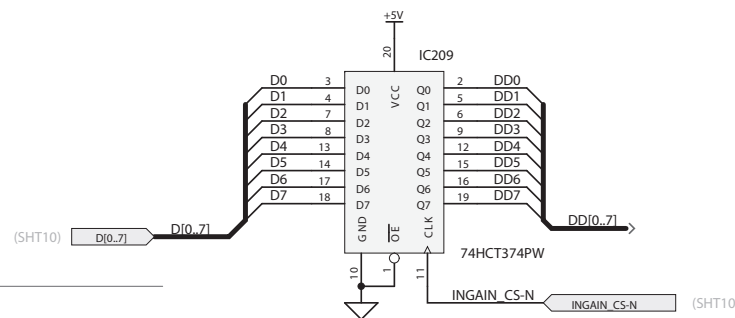 +5V
20
IC209
D0 3 D0 VCC Q0 2 DD0
D1 4 D1 Q1 5 DD1
D2 7 D2 Q2 6 DD2
D3 8 D3 Q3 9 DD3
D4 13 D4 Q4 12 DD4
D5 14 D5 Q5 15 DD5
D6 17 D6 Q6 16 DD6
D7 18 D7 Q7 19 DD7
(SHT10) D[0..7] D[0..7] GND OE CLK DD[0..7]
74HCT374PW
10 1 11
INGAIN_CS-N INGAIN_CS-N (SHT10